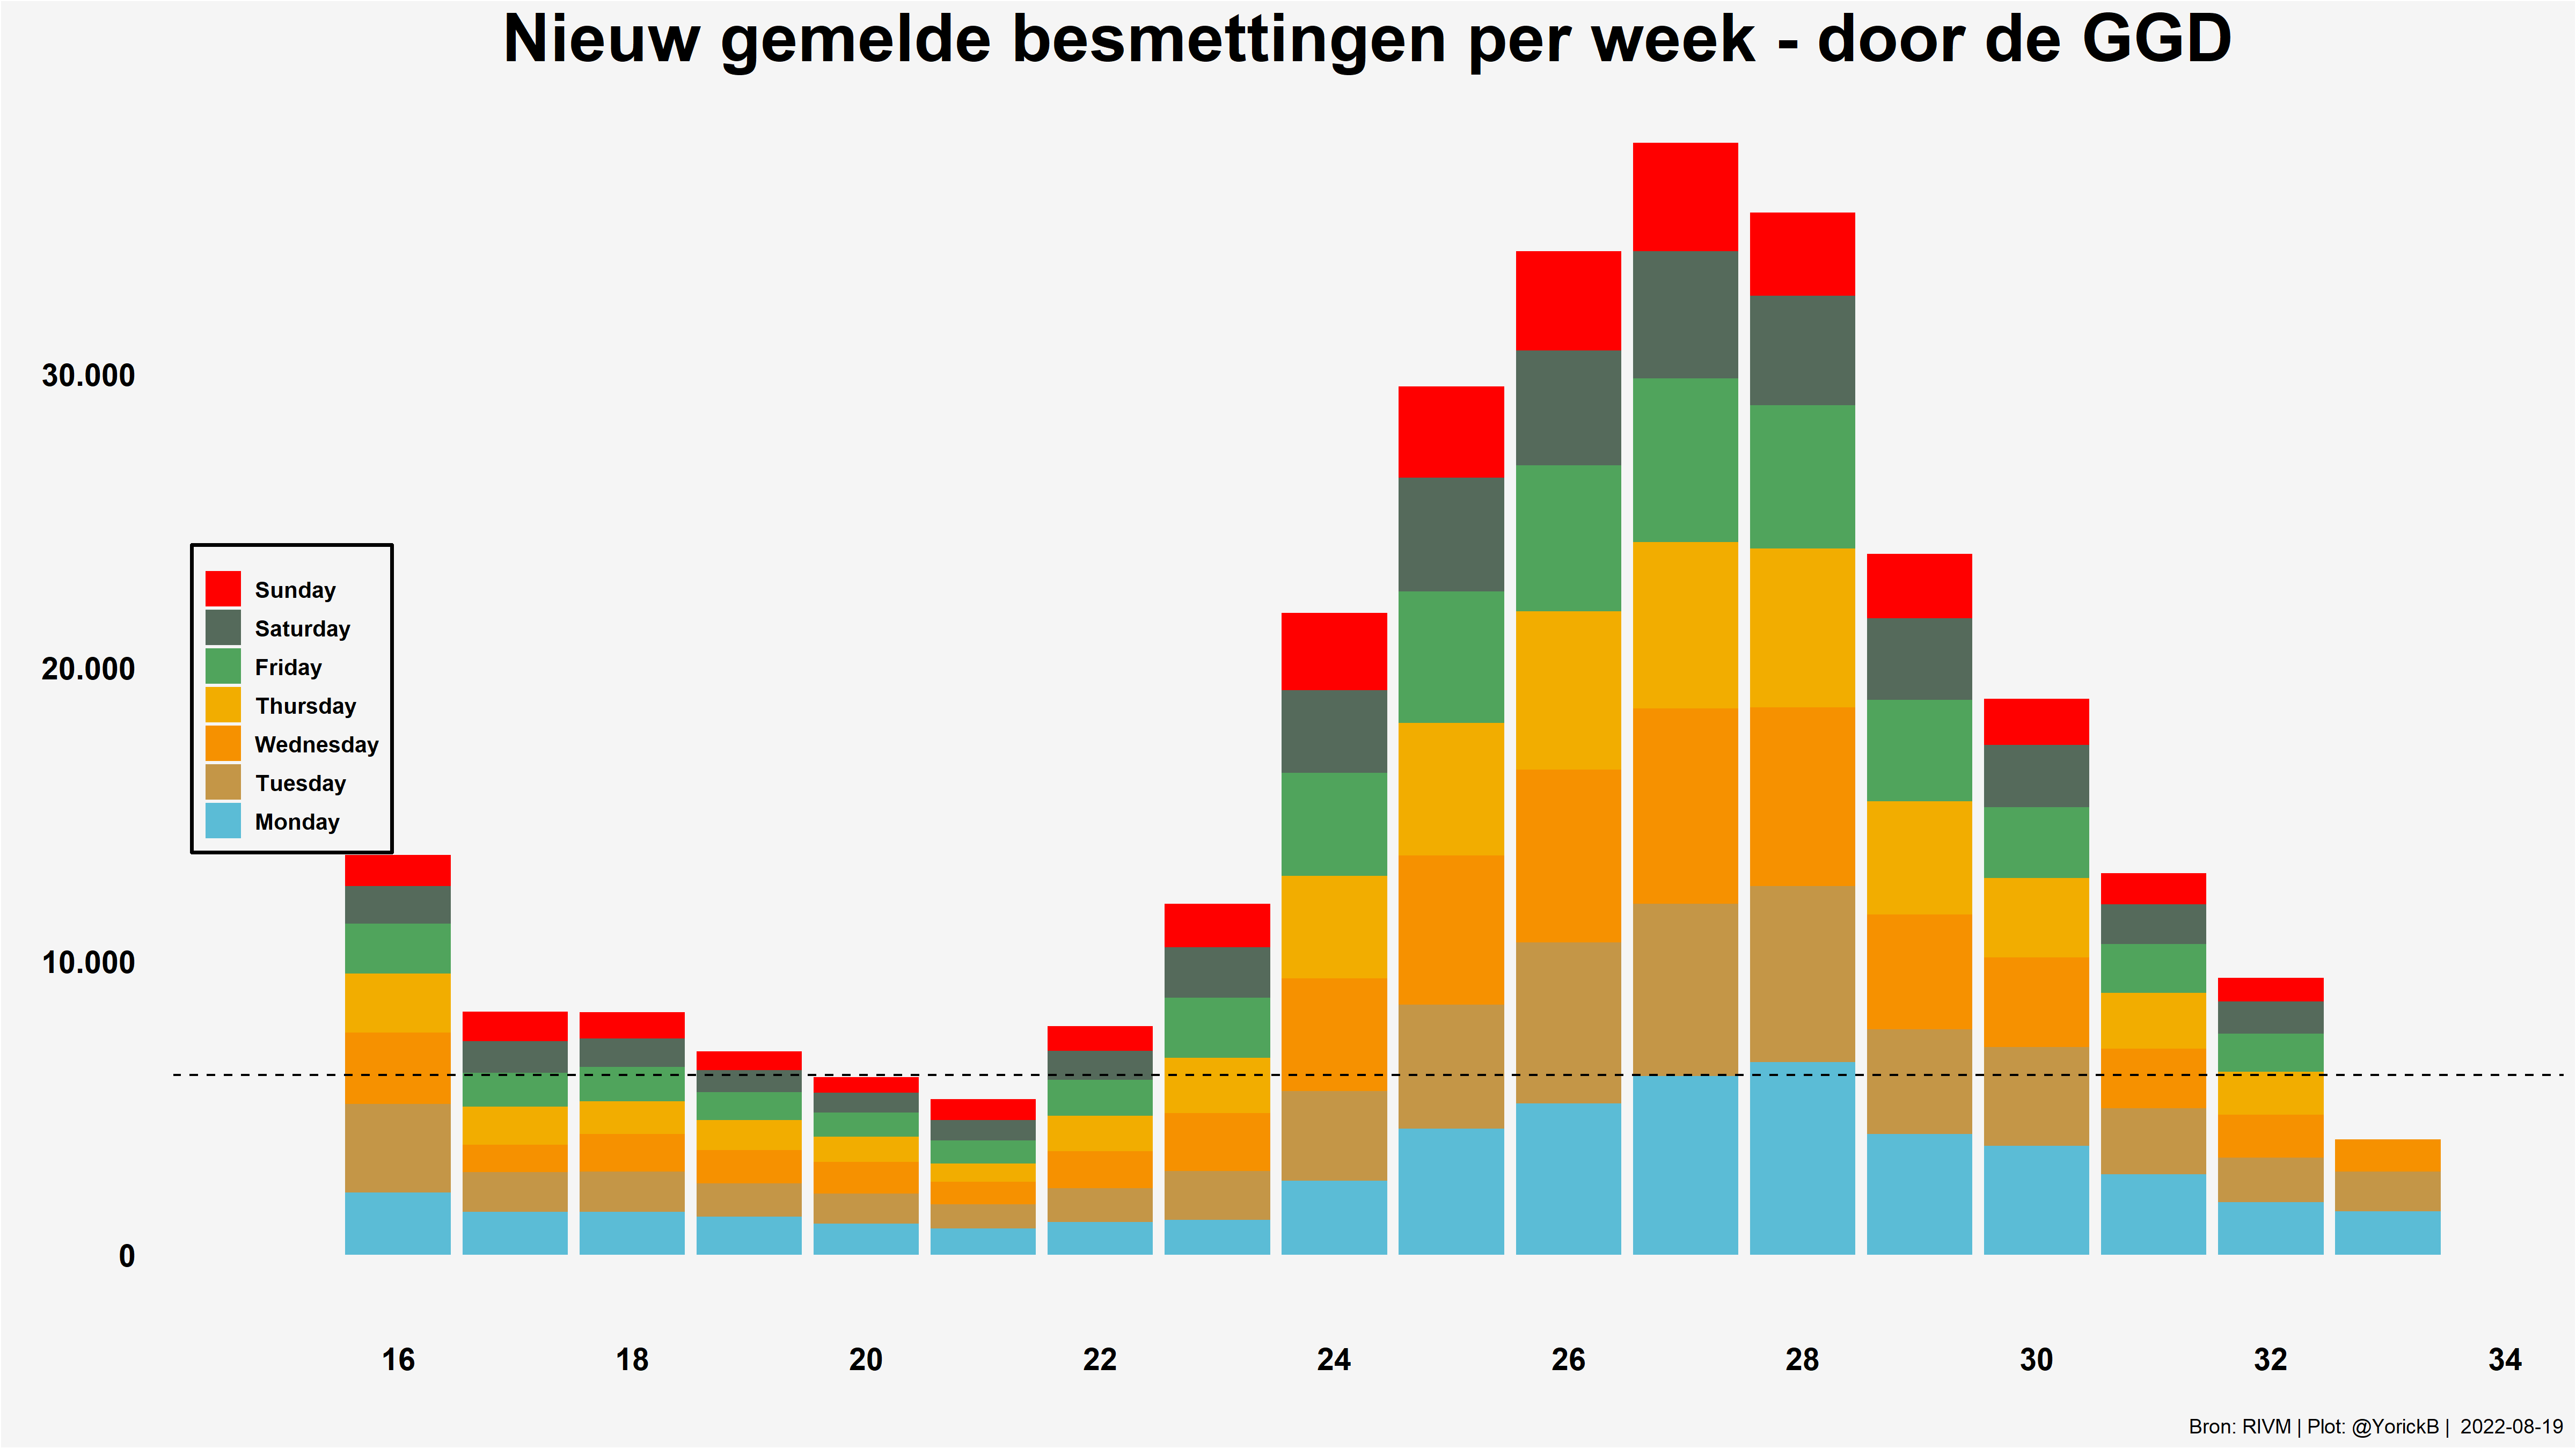 Nieuw gemelde besmettingen per week - door de GGD
30.000
20.000
10.000
0
Sunday
Saturday
Friday
Thursday
Wednesday
Tuesday
Monday
16 18 20 22 24 26 28 30 32 34
Bron: RIVM | Plot: @YorickB | 2022-08-19